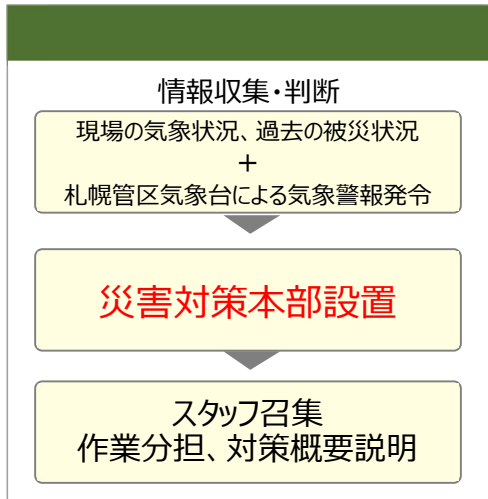 情報収集・判断
現場の気象状況、過去の被災状況
+
札幌管区気象台による気象警報発令
災害対策本部設置
スタッフ召集
作業分担、対策概要説明